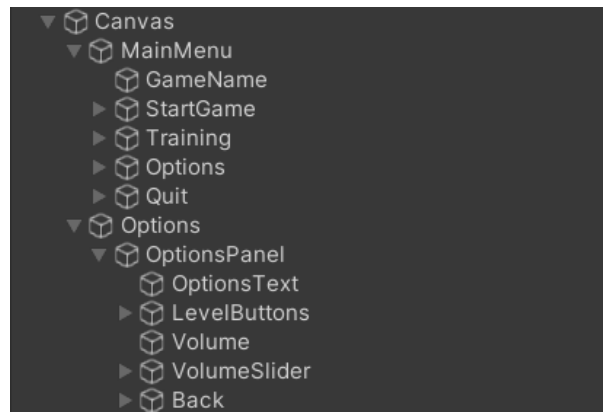 Canvas
MainMenu
GameName
StartGame
Training
Options
Quit
Options
OptionsPanel
OptionsText
LevelButtons
Volume
VolumeSlider
Back